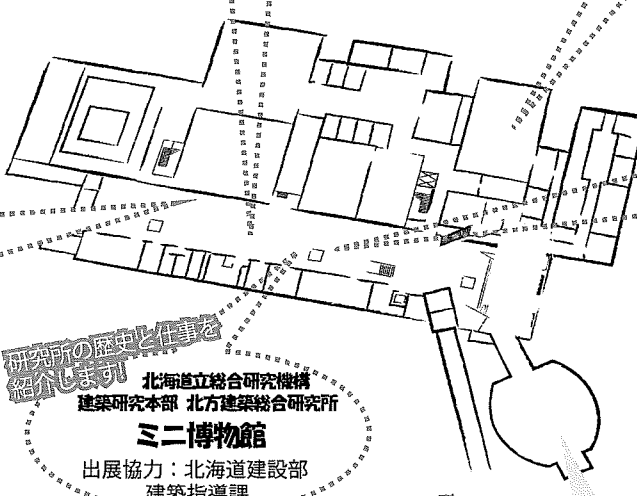 研究所の歴史と仕事を
紹介します!
北海道立総合研究機構
建築研究本部 北方建築総合研究所
ミニ博物館
出展協力：北海道建設部
建築指導課